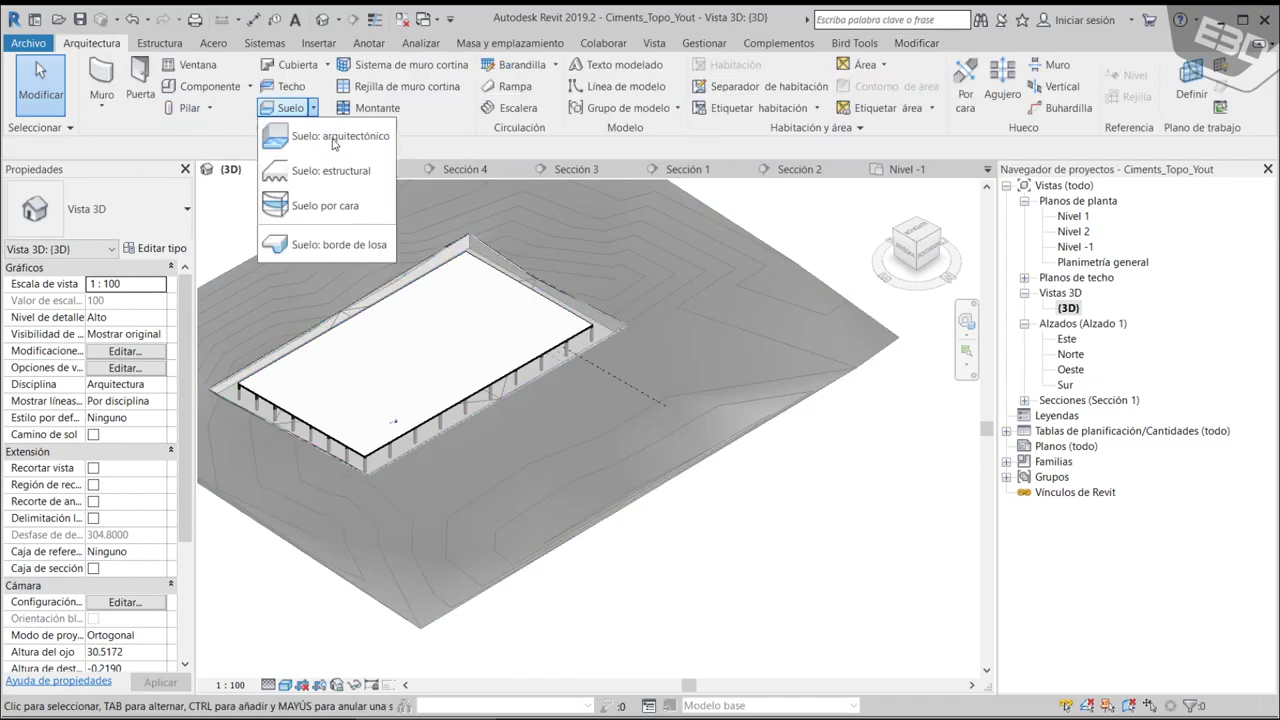 Autodesk Revit 2019.2 - Ciments_Topo_Yout - Vista 3D: {3D}
Escriba palabra clave o frase
Iniciar sesión
E3D
Archivo Arquitectura Estructura Acero Sistemas Insertar Anotar Analizar Masa y emplazamiento Colaborar Vista Gestionar Complementos Bird Tools Modificar
Modificar
Muro
Puerta
Ventana
Componente
Pilar
Cubierta
Techo
Suelo
Sistema de muro cortina
Rejilla de muro cortina
Montante
Barandilla
Rampa
Escalera
Texto modelado
Línea de modelo
Grupo de modelo
Habitación
Separador de habitación
Etiquetar habitación
Área
Etiquetar área
Por cara
Agujero
Muro
Vertical
Buhardilla
Nivel
Rejilla
Definir
Seleccionar
Circulación
Modelo
Habitación y área
Hueco
Referencia
Plano de trabajo
Suelo: arquitectónico
Suelo: estructural
Suelo por cara
Suelo: borde de losa
Propiedades
{3D}
Sección 4
Sección 3
Sección 1
Sección 2
Nivel -1
Vista 3D
Vista 3D: {3D}
Editar tipo
Gráficos
Escala de vista 1 : 100
Valor de escal... 100
Nivel de detalle Alto
Visibilidad de Mostrar original
Modificacione... Editar...
Opciones de v... Editar...
Disciplina Arquitectura
Mostrar líneas... Por disciplina
Estilo por def... Ninguno
Camino de sol
Extensión
Recortar vista
Región de rec...
Recorte de an...
Delimitación l...
Desfase de de... 304.8000
Caja de refere... Ninguno
Caja de sección
Cámara
Configuración... Editar...
Orientación bl...
Modo de proy... Ortogonal
Altura del ojo 30.5172
Altura de dest... -0.2190
Ayuda de propiedades
Aplicar
Navegador de proyectos - Ciments_Topo_Yout
Vistas (todo)
Planos de planta
Nivel 1
Nivel 2
Nivel -1
Planimetría general
Planos de techo
Vistas 3D
{3D}
Alzados (Alzado 1)
Este
Norte
Oeste
Sur
Secciones (Sección 1)
Leyendas
Tablas de planificación/Cantidades (todo)
Planos (todo)
Familias
Grupos
Vínculos de Revit
1 : 100
Clic para seleccionar, TAB para alternar, CTRL para añadir y MAYÚS para anular una s
:0
Modelo base
:0